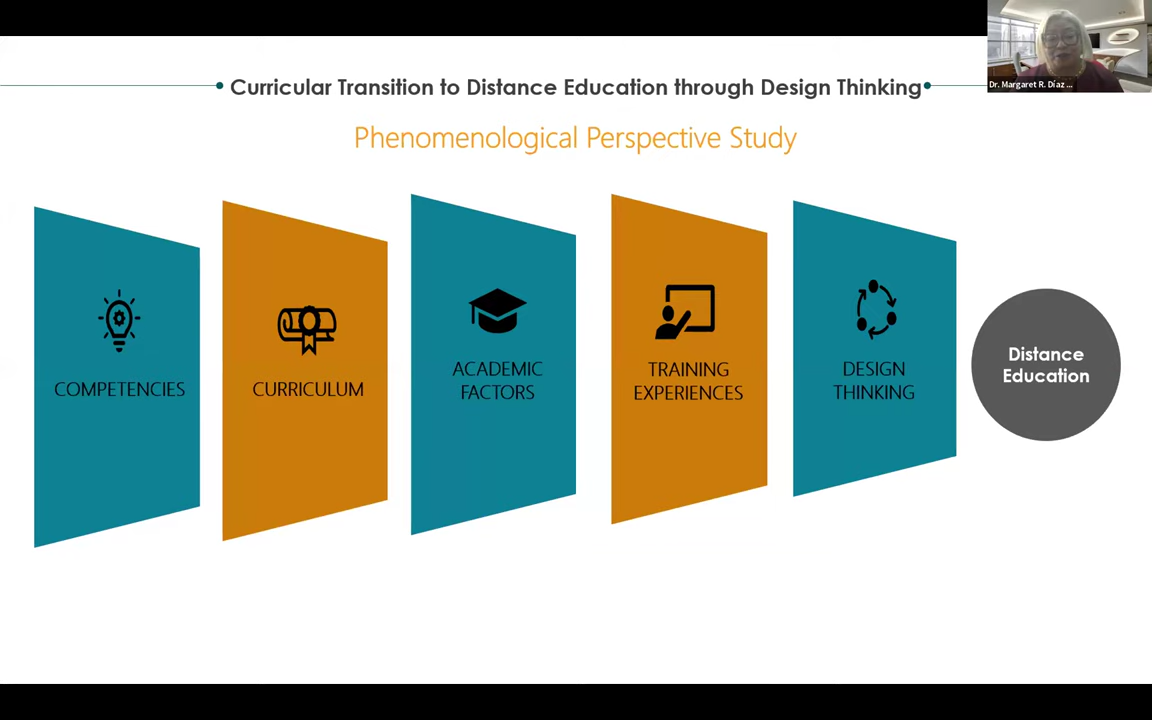 Dr. Margaret R. Díaz ...
Curricular Transition to Distance Education through Design Thinking
Phenomenological Perspective Study
COMPETENCIES
CURRICULUM
ACADEMIC
FACTORS
TRAINING
EXPERIENCES
DESIGN
THINKING
Distance
Education